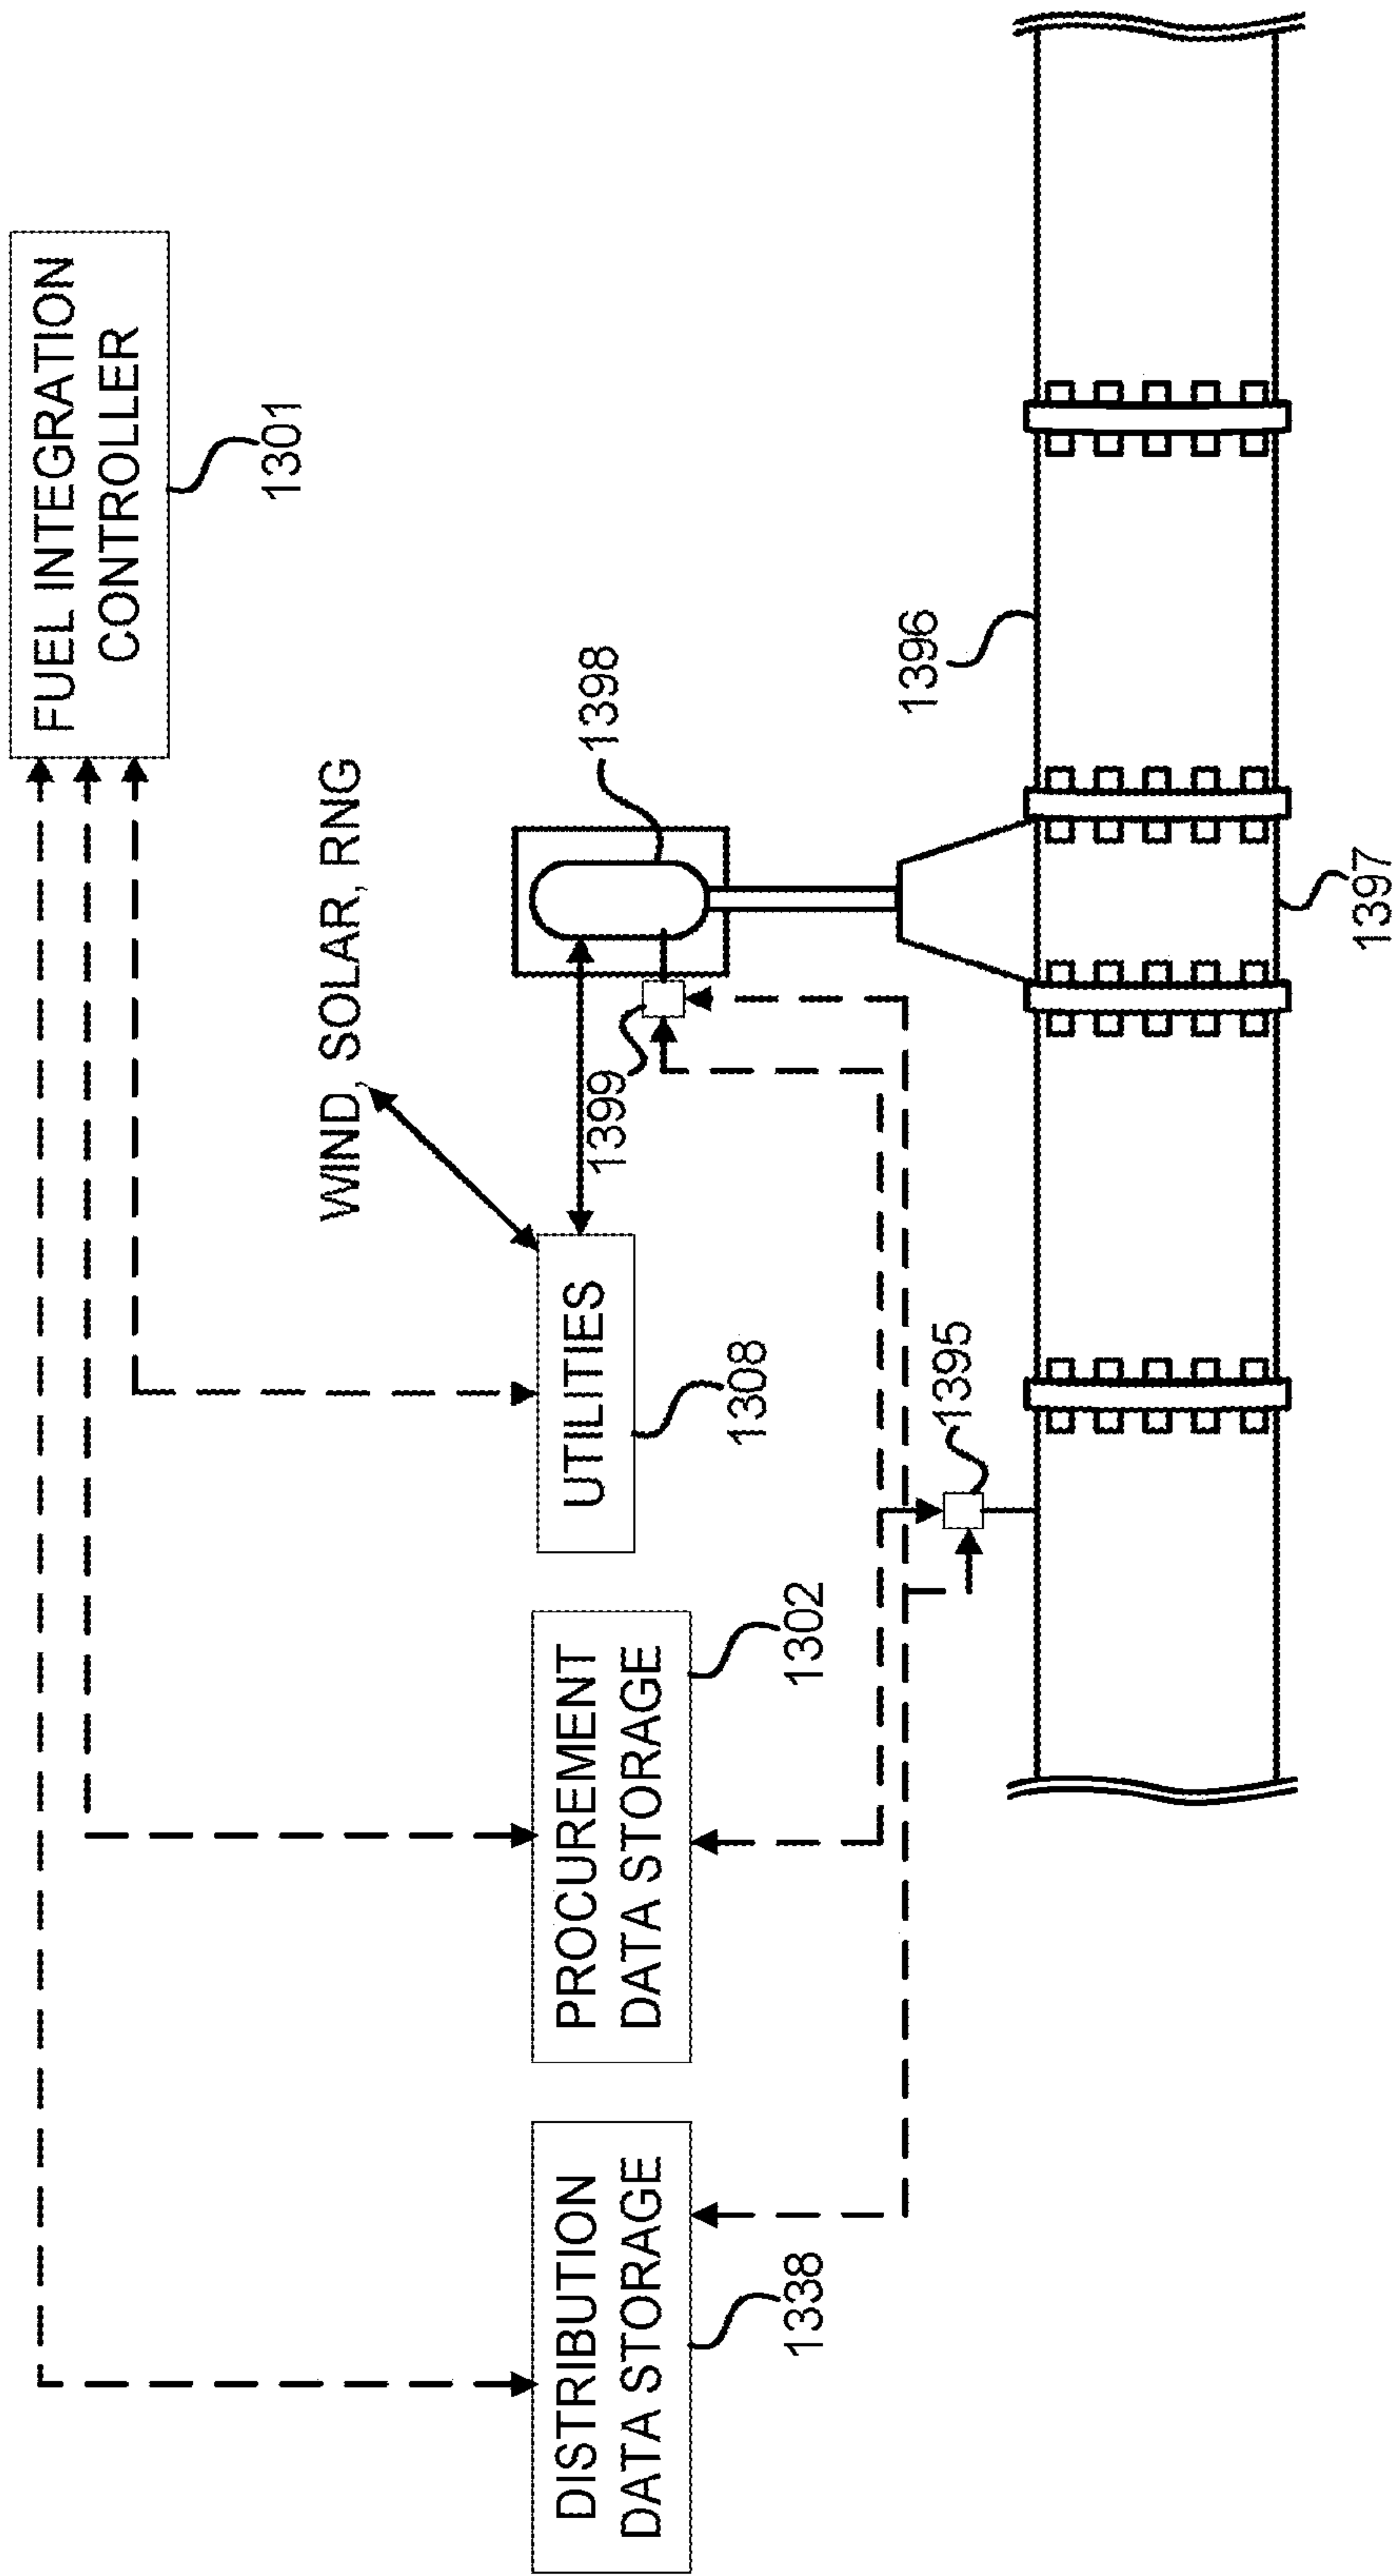 FUEL INTEGRATION
CONTROLLER
1301
WIND, SOLAR, RNG
DISTRIBUTION
DATA STORAGE
1338
PROCUREMENT
DATA STORAGE
1302
UTILITIES
1308
1399
1398
1395
1396
1397